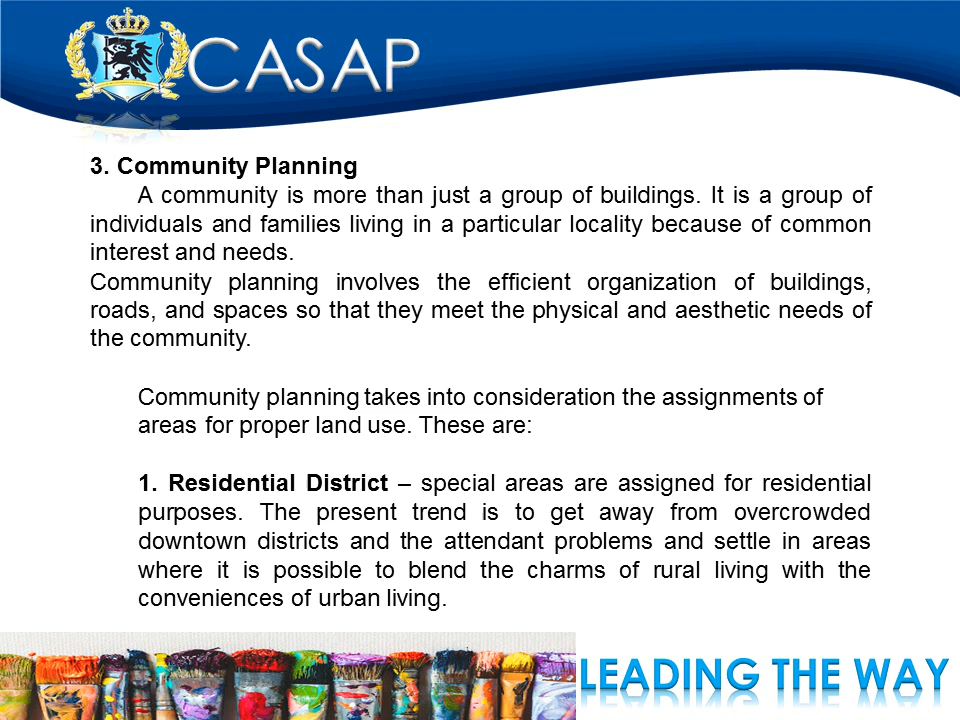 CASAP
3. Community Planning
A community is more than just a group of buildings. It is a group of
individuals and families living in a particular locality because of common
interest and needs.
Community planning involves the efficient organization of buildings,
roads, and spaces so that they meet the physical and aesthetic needs of
the community.
Community planning takes into consideration the assignments of
areas for proper land use. These are:
1. Residential District – special areas are assigned for residential
purposes. The present trend is to get away from overcrowded
downtown districts and the attendant problems and settle in areas
where it is possible to blend the charms of rural living with the
conveniences of urban living.
LEADING THE WAY